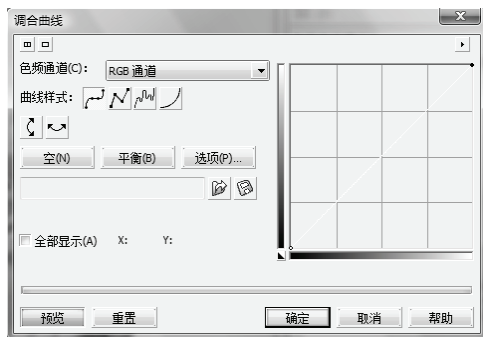 调合曲线
色频通道(C)： RGB 通道
曲线样式：
空(N) 平衡(B) 选项(P)...
全部显示(A) X: Y:
预览 重置 确定 取消 帮助